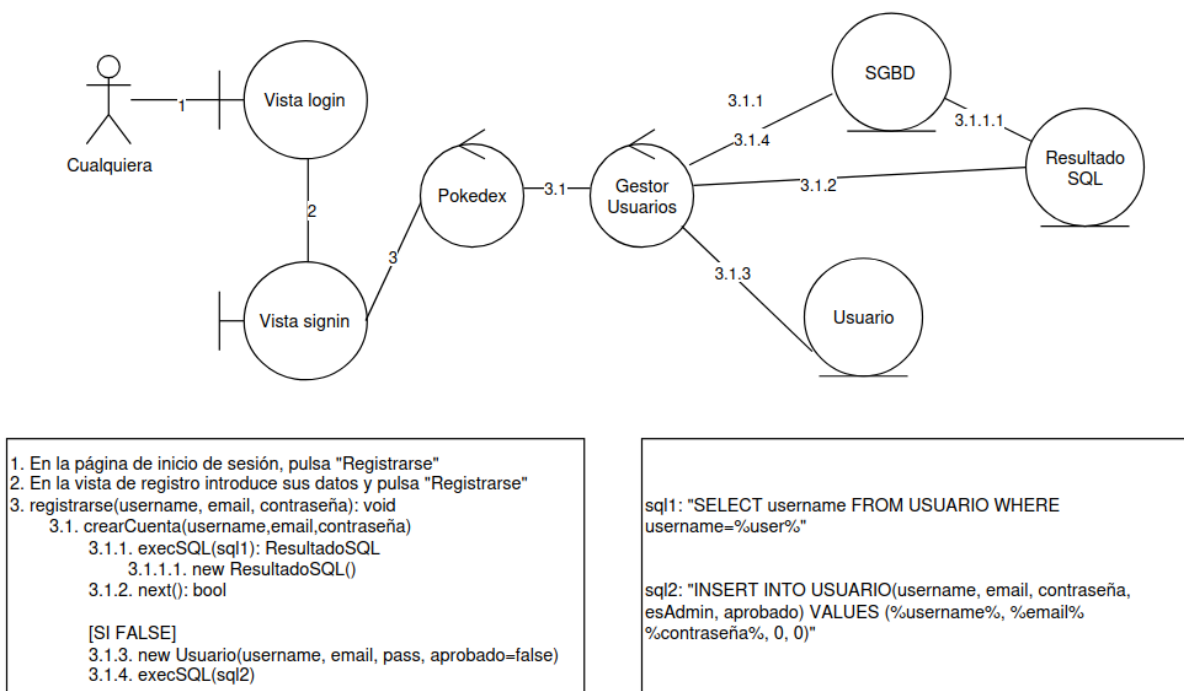 SGBD
Vista login
3.1.1
1
3.1.1.1
3.1.4
Cualquiera
Resultado
SQL
Pokedex
3.1
Gestor
Usuarios
3.1.2
2
3
3.1.3
Vista signin
Usuario
1. En la página de inicio de sesión, pulsa "Registrarse"
2. En la vista de registro introduce sus datos y pulsa "Registrarse"
3. registrarse(username, email, contraseña): void
3.1. crearCuenta(username,email,contraseña)
3.1.1. execSQL(sql1): ResultadoSQL
3.1.1.1. new ResultadoSQL()
3.1.2. next(): bool
[SI FALSE]
3.1.3. new Usuario(username, email, pass, aprobado=false)
3.1.4. execSQL(sql2)
sql1: "SELECT username FROM USUARIO WHERE
username=%user%"
sql2: "INSERT INTO USUARIO(username, email, contraseña,
esAdmin, aprobado) VALUES (%username%, %email%
%contraseña%, 0, 0)"